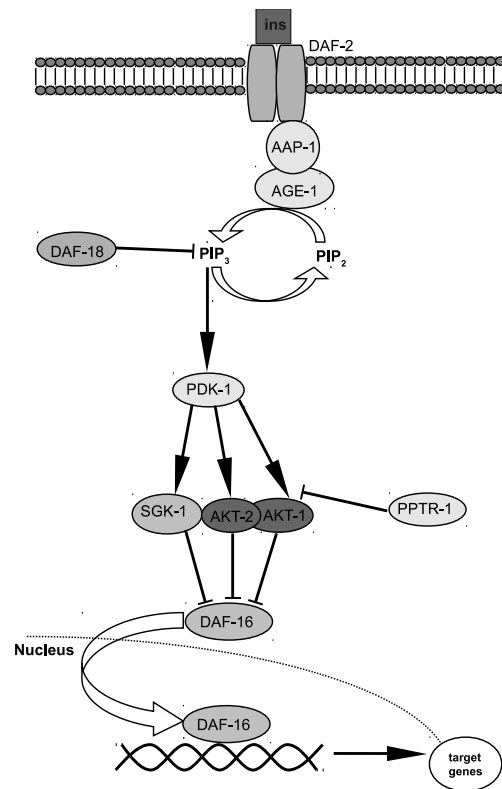 ins
DAF-2
AAP-1
AGE-1
DAF-18
PIP3
PIP2
PDK-1
SGK-1
AKT-2
AKT-1
PPTR-1
DAF-16
Nucleus
DAF-16
target
genes